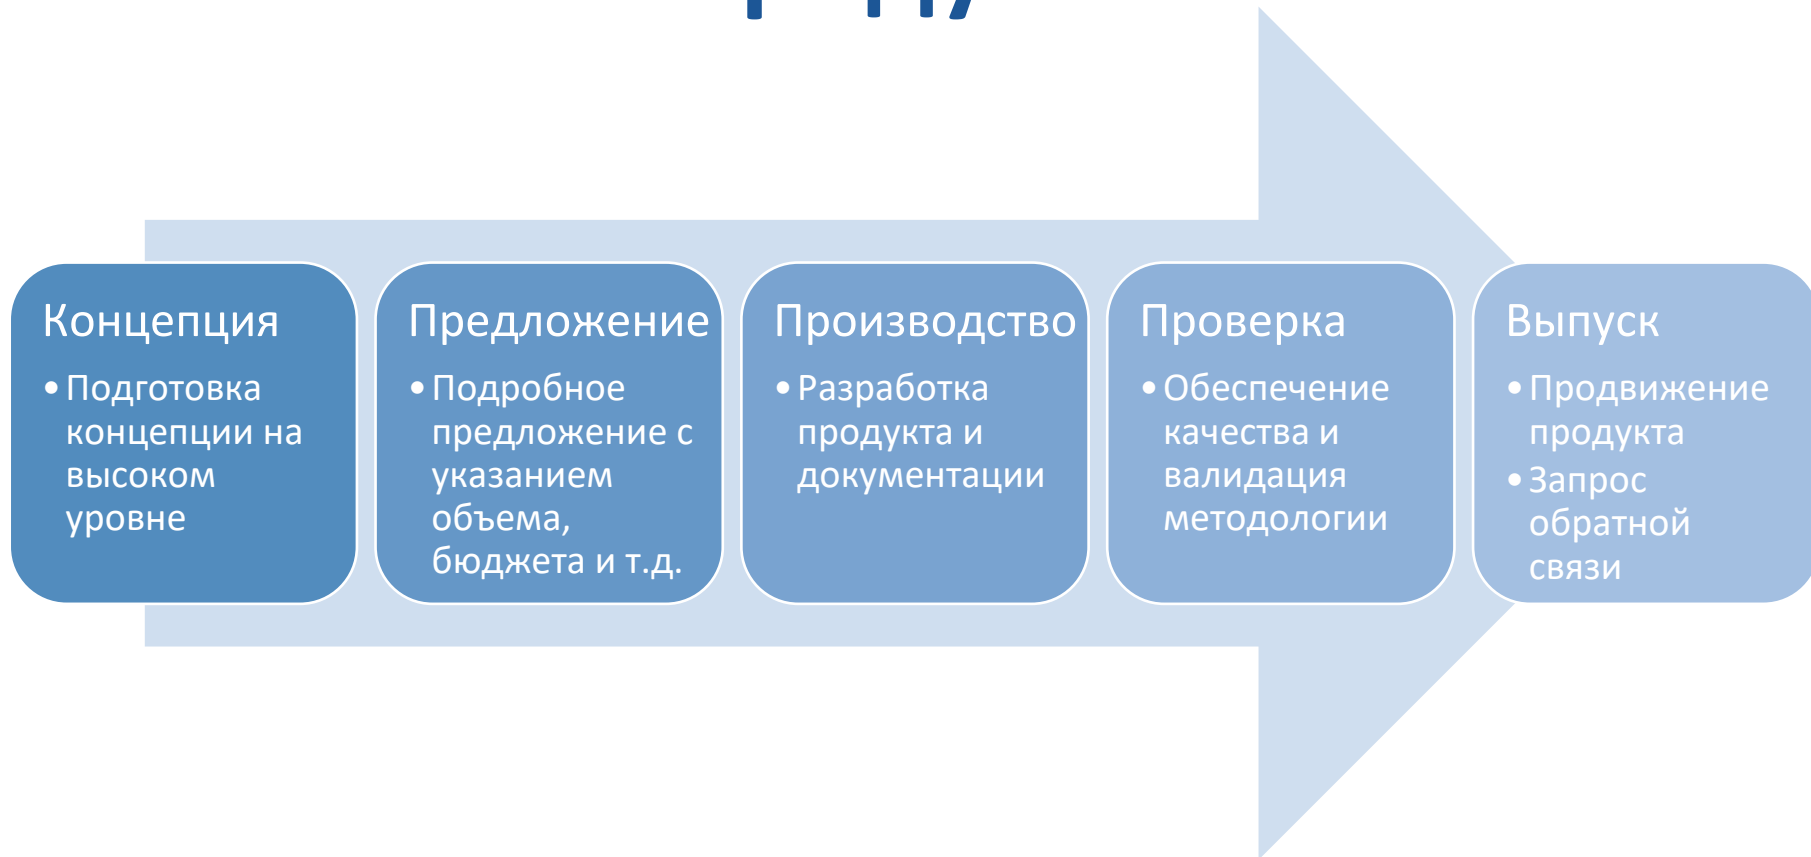 Концепция
• Подготовка
концепции на
высоком
уровне
Предложение
• Подробное
предложение с
указанием
объема,
бюджета и т.д.
Производство
• Разработка
продукта и
документации
Проверка
• Обеспечение
качества и
валидация
методологии
Выпуск
• Продвижение
продукта
• Запрос
обратной
связи